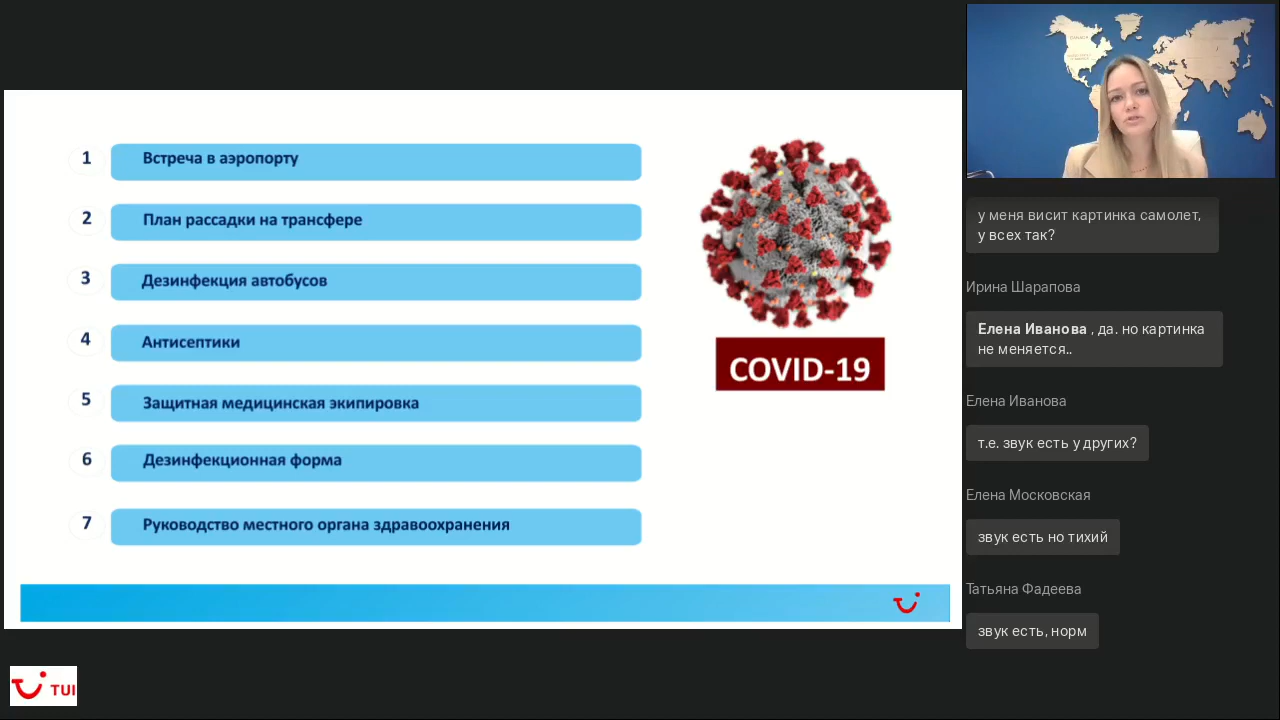 1 Встреча в аэропорту
2 План рассадки на трансфере
3 Дезинфекция автобусов
4 Антисептики
5 Защитная медицинская экипировка
6 Дезинфекционная форма
7 Руководство местного органа здравоохранения
COVID-19
TUI
у меня висит картинка самолет,
у всех так?
Ирина Шарапова
Елена Иванова , да. но картинка
не меняется..
Елена Иванова
т.е. звук есть у других?
Елена Московская
звук есть но тихий
Татьяна Фадеева
звук есть, норм